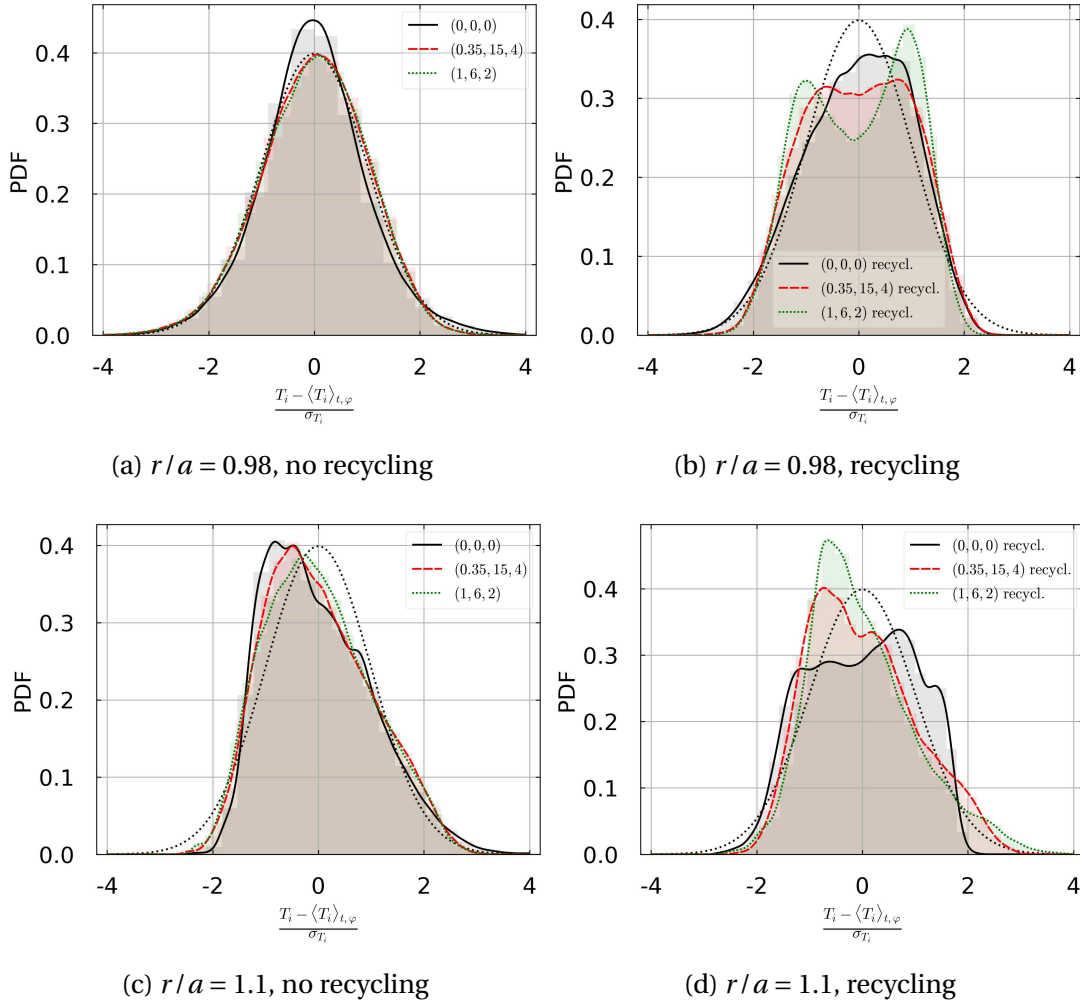 (0, 0, 0)
(0.35, 15, 4)
(1, 6, 2)
PDF
0.4
0.3
0.2
0.1
0.0
-4 -2 0 2 4
T_i − ⟨T_i⟩_{t, φ}
σ_{T_i}
(a) r/a = 0.98, no recycling
PDF
0.4
0.3
0.2
0.1
0.0
(0, 0, 0) recycl.
(0.35, 15, 4) recycl.
(1, 6, 2) recycl.
-4 -2 0 2 4
T_i − ⟨T_i⟩_{t, φ}
σ_{T_i}
(b) r/a = 0.98, recycling
(0, 0, 0)
(0.35, 15, 4)
(1, 6, 2)
PDF
0.4
0.3
0.2
0.1
0.0
-4 -2 0 2 4
T_i − ⟨T_i⟩_{t, φ}
σ_{T_i}
(c) r/a = 1.1, no recycling
(0, 0, 0) recycl.
(0.35, 15, 4) recycl.
(1, 6, 2) recycl.
PDF
0.4
0.3
0.2
0.1
0.0
-4 -2 0 2 4
T_i − ⟨T_i⟩_{t, φ}
σ_{T_i}
(d) r/a = 1.1, recycling